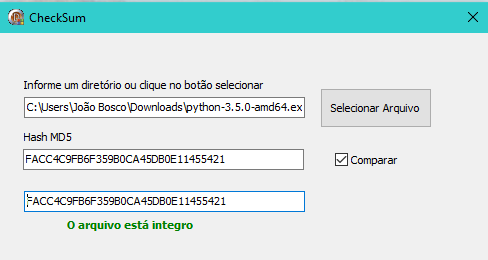 CheckSum
Informe um diretório ou clique no botão selecionar
C:\Users\João Bosco\Downloads\python-3.5.0-amd64.ex
Selecionar Arquivo
Hash MD5
FACC4C9FB6F359B0CA45DB0E11455421
Comparar
FACC4C9FB6F359B0CA45DB0E11455421
O arquivo está integro